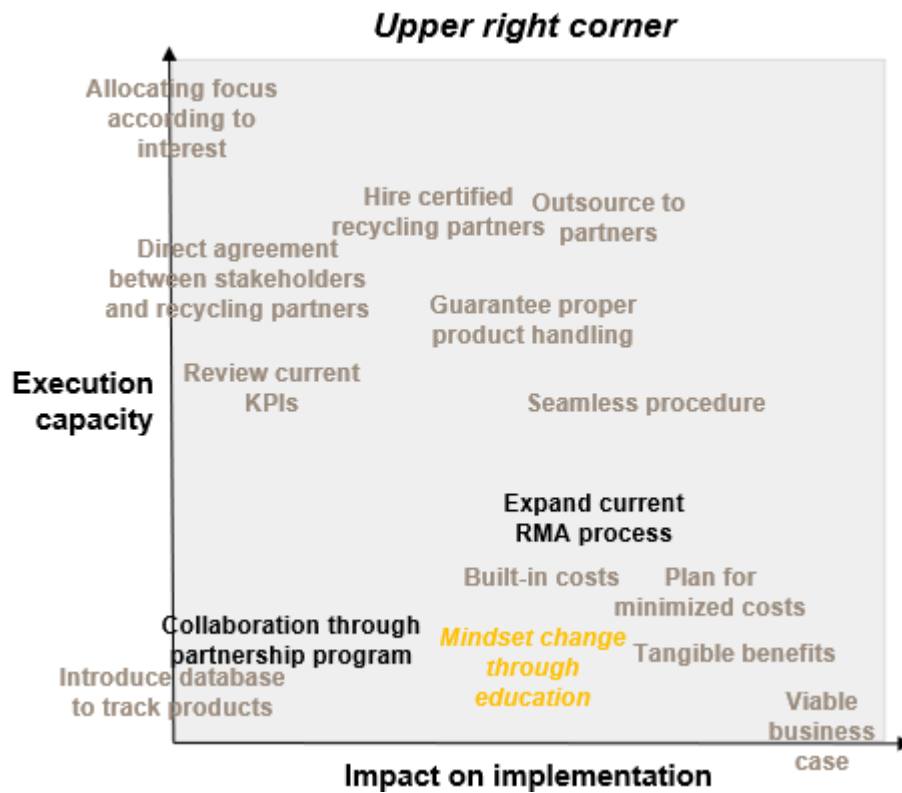 Upper right corner
Allocating focus
according to
interest
Hire certified
recycling partners
Outsource to
partners
Direct agreement
between stakeholders
and recycling partners
Guarantee proper
product handling
Execution
capacity
Review current
KPIs
Seamless procedure
Expand current
RMA process
Built-in costs
Plan for
minimized costs
Collaboration through
partnership program
Mindset change
through
education
Tangible benefits
Introduce database
to track products
Viable
business
case
Impact on implementation